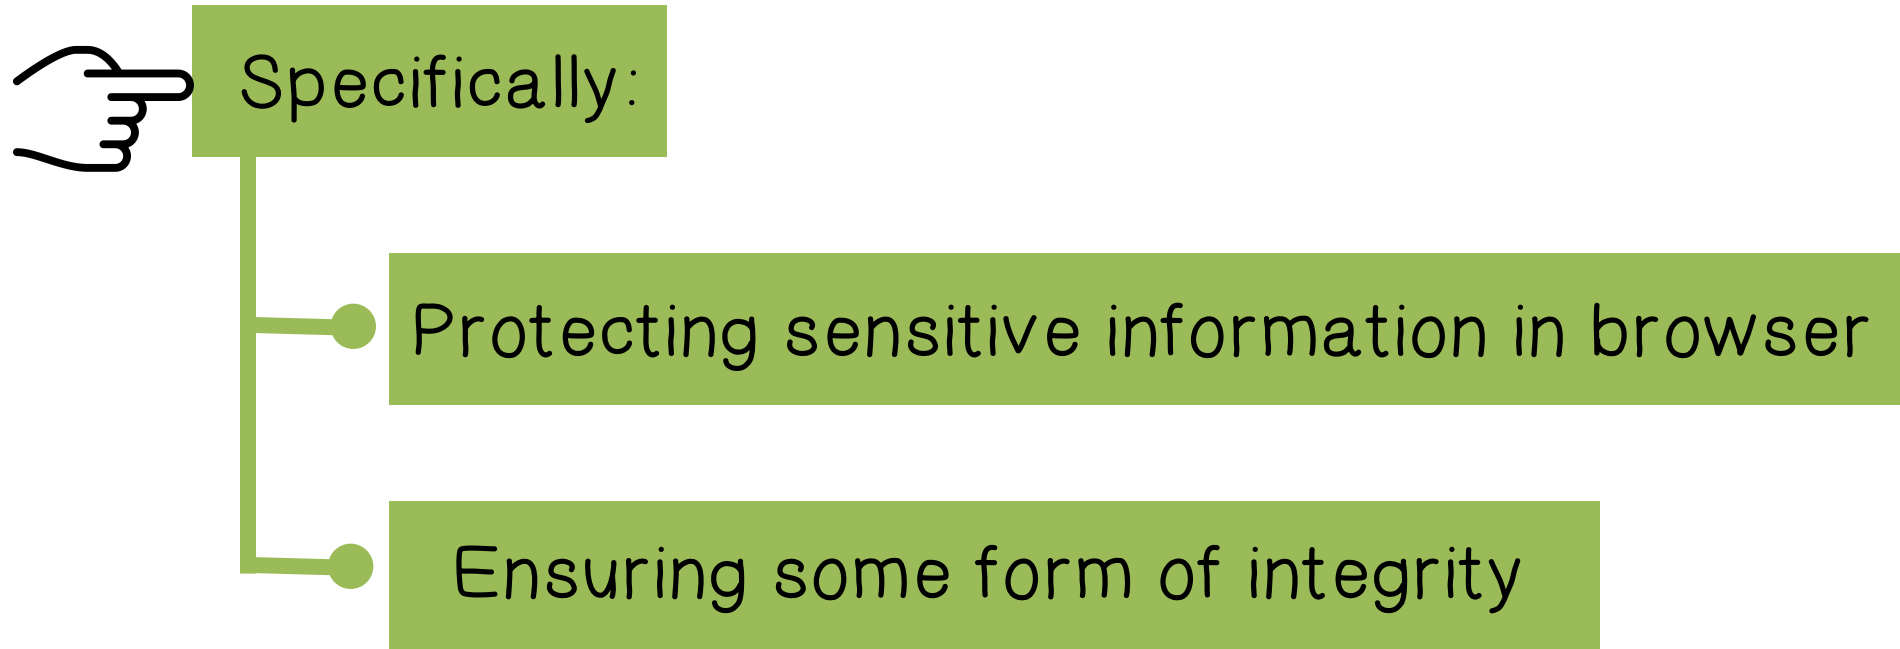 Specifically:
Protecting sensitive information in browser
Ensuring some form of integrity